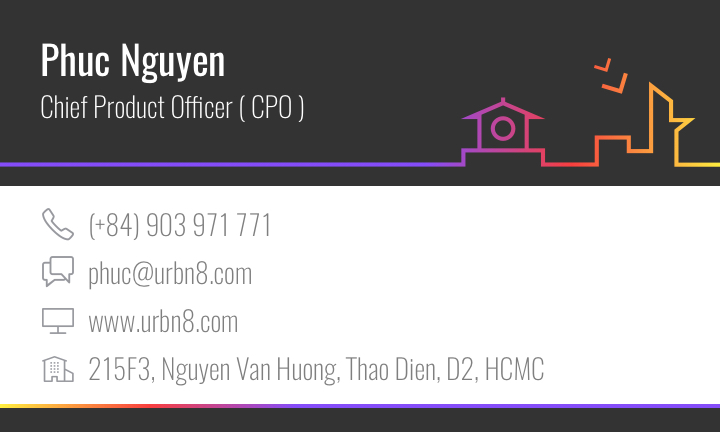 Phuc Nguyen
Chief Product Officer ( CPO )
(+84) 903 971 771
phuc@urbn8.com
www.urbn8.com
215F3, Nguyen Van Huong, Thao Dien, D2, HCMC